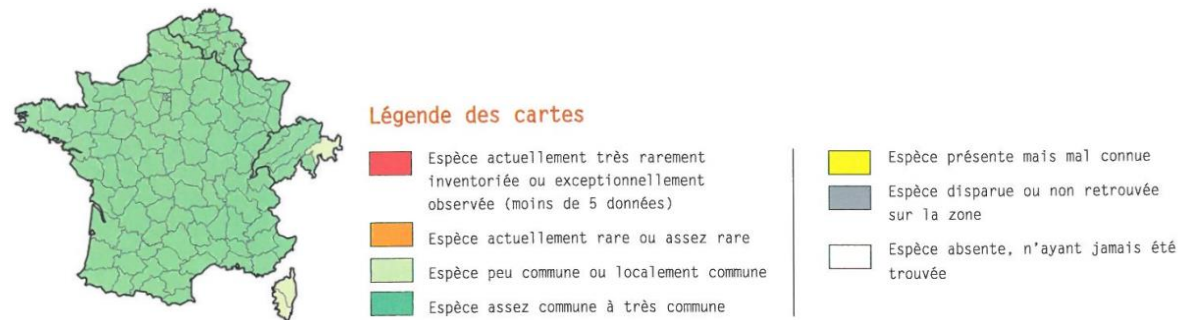 Légende des cartes
Espèce actuellement très rarement
inventoriée ou exceptionnellement
observée (moins de 5 données)
Espèce actuellement rare ou assez rare
Espèce peu commune ou localement commune
Espèce assez commune à très commune
Espèce présente mais mal connue
Espèce disparue ou non retrouvée
sur la zone
Espèce absente, n'ayant jamais été
trouvée